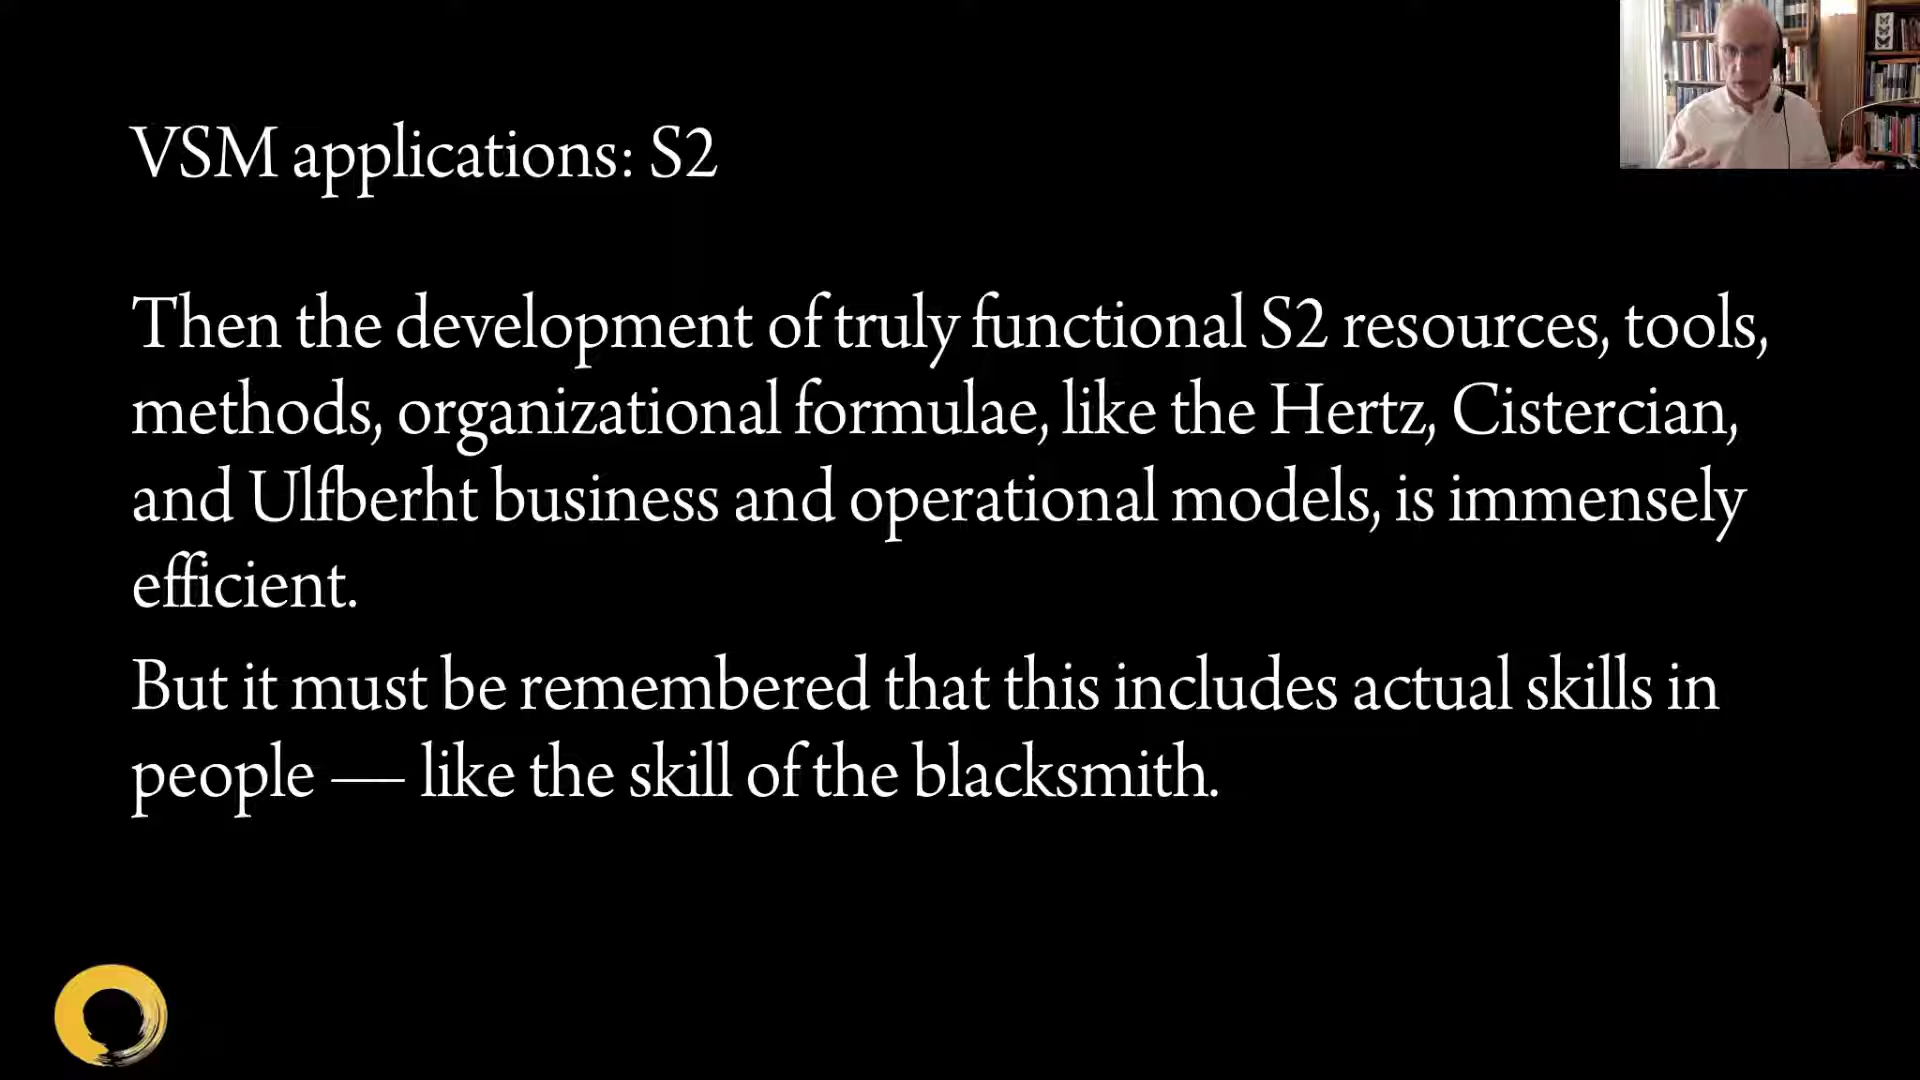 VSM applications: S2
Then the development of truly functional S2 resources, tools,
methods, organizational formulae, like the Hertz, Cistercian,
and Ulfberht business and operational models, is immensely
efficient.
But it must be remembered that this includes actual skills in
people — like the skill of the blacksmith.